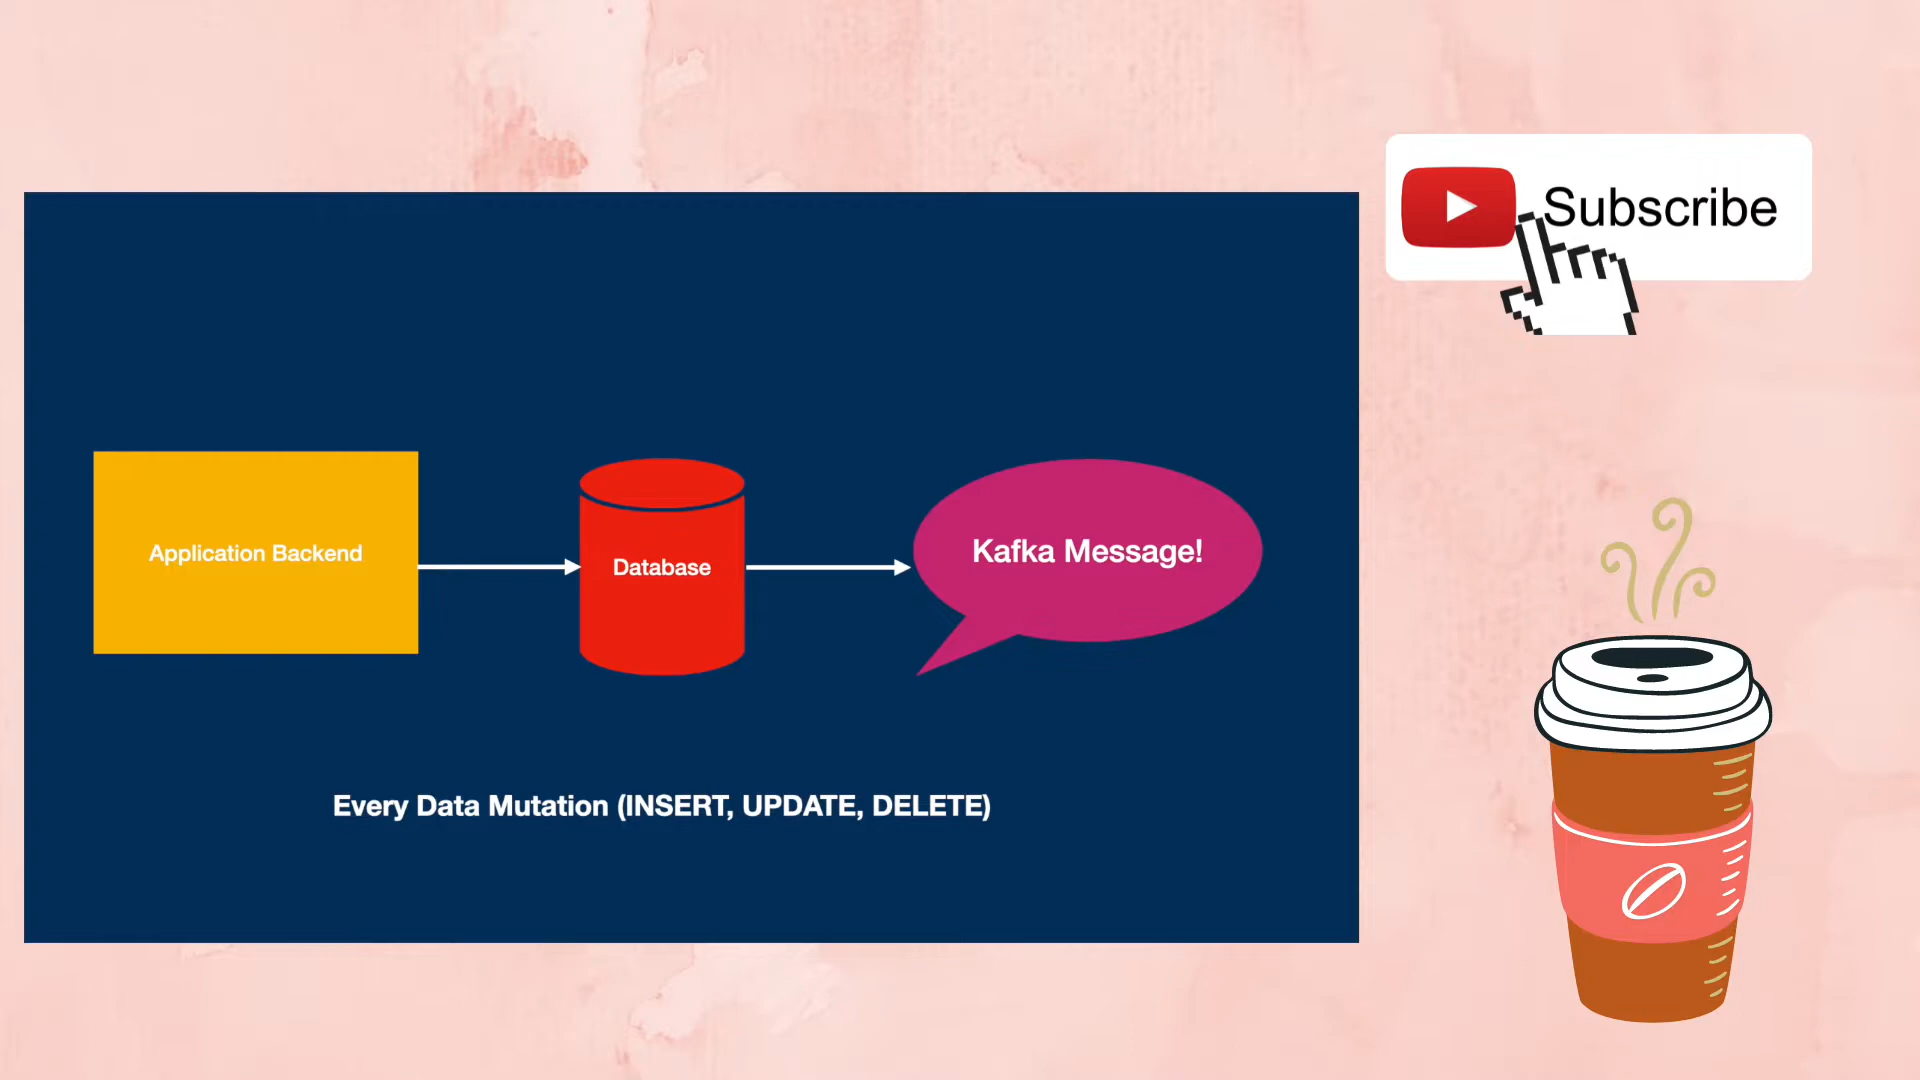 Subscribe
Application Backend
Database
Kafka Message!
Every Data Mutation (INSERT, UPDATE, DELETE)